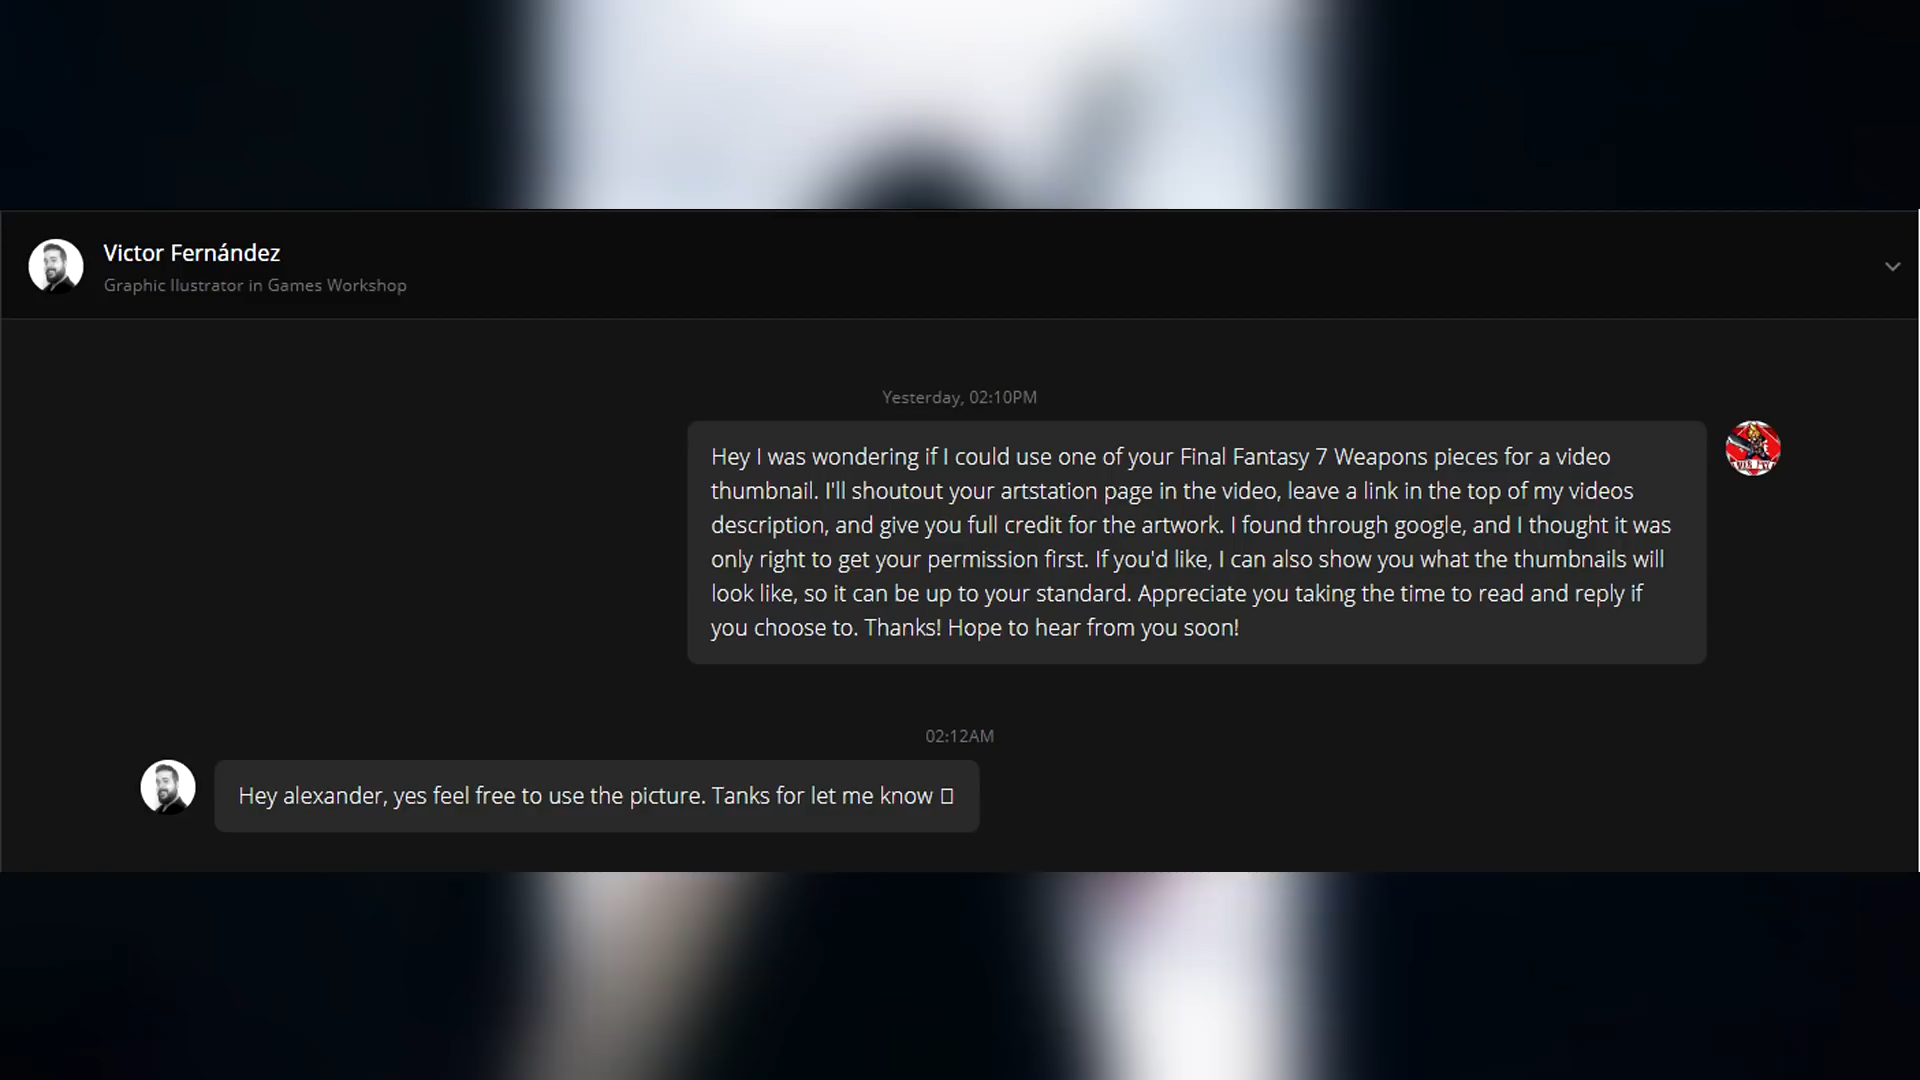 Victor Fernández
Graphic Ilustrator in Games Workshop
Yesterday, 02:10PM
Hey I was wondering if I could use one of your Final Fantasy 7 Weapons pieces for a video
thumbnail. I'll shoutout your artstation page in the video, leave a link in the top of my videos
description, and give you full credit for the artwork. I found through google, and I thought it was
only right to get your permission first. If you'd like, I can also show you what the thumbnails will
look like, so it can be up to your standard. Appreciate you taking the time to read and reply if
you choose to. Thanks! Hope to hear from you soon!
02:12AM
Hey alexander, yes feel free to use the picture. Tanks for let me know